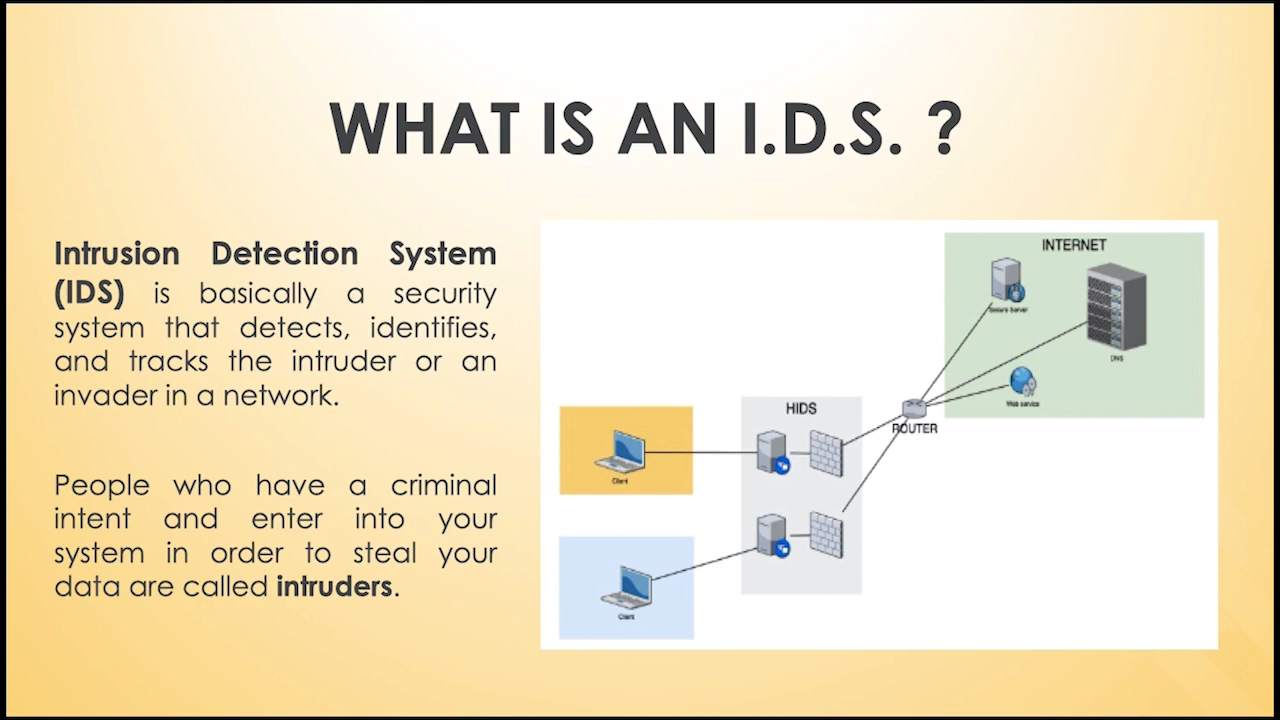 WHAT IS AN I.D.S. ?
Intrusion Detection System
(IDS) is basically a security
system that detects, identifies,
and tracks the intruder or an
invader in a network.
People who have a criminal
intent and enter into your
system in order to steal your
data are called intruders.
INTERNET
Secure Server
DNS
Web service
ROUTER
HIDS
Client
Client